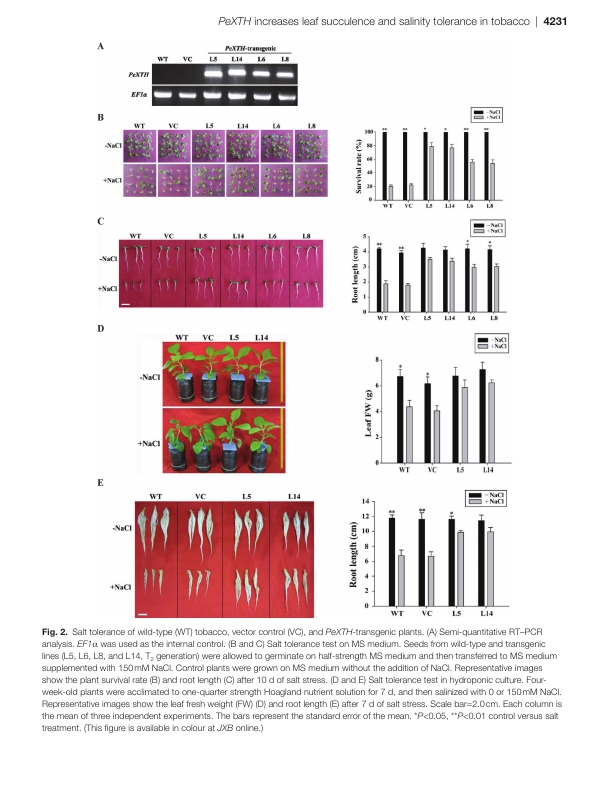 PeXTH increases leaf succulence and salinity tolerance in tobacco | 4231
A
PeXTH-transgenic
WT VC L5 L14 L6 L8
PeXTH
EF1α
B
WT VC L5 L14 L6 L8
-NaCl
+NaCl
−NaCl
+NaCl
Survival rate (%)
100
80
60
40
20
0
** ** * * ** **
WT VC L5 L14 L6 L8
C
WT VC L5 L14 L6 L8
-NaCl
+NaCl
−NaCl
+NaCl
Root length (cm)
5
4
3
2
1
0
** ** * *
WT VC L5 L14 L6 L8
D
WT VC L5 L14
-NaCl
+NaCl
−NaCl
+NaCl
Leaf FW (g)
8
6
4
2
0
* *
WT VC L5 L14
E
WT VC L5 L14
-NaCl
+NaCl
−NaCl
+NaCl
Root length (cm)
14
12
10
8
6
4
2
0
** ** *
WT VC L5 L14
Fig. 2. Salt tolerance of wild-type (WT) tobacco, vector control (VC), and PeXTH-transgenic plants. (A) Semi-quantitative RT–PCR
analysis. EF1α was used as the internal control. (B and C) Salt tolerance test on MS medium. Seeds from wild-type and transgenic
lines (L5, L6, L8, and L14, T2 generation) were allowed to germinate on half-strength MS medium and then transferred to MS medium
supplemented with 150 mM NaCl. Control plants were grown on MS medium without the addition of NaCl. Representative images
show the plant survival rate (B) and root length (C) after 10 d of salt stress. (D and E) Salt tolerance test in hydroponic culture. Four-
week-old plants were acclimated to one-quarter strength Hoagland nutrient solution for 7 d, and then salinized with 0 or 150 mM NaCl.
Representative images show the leaf fresh weight (FW) (D) and root length (E) after 7 d of salt stress. Scale bar=2.0 cm. Each column is
the mean of three independent experiments. The bars represent the standard error of the mean. *P<0.05, **P<0.01 control versus salt
treatment. (This figure is available in colour at JXB online.)